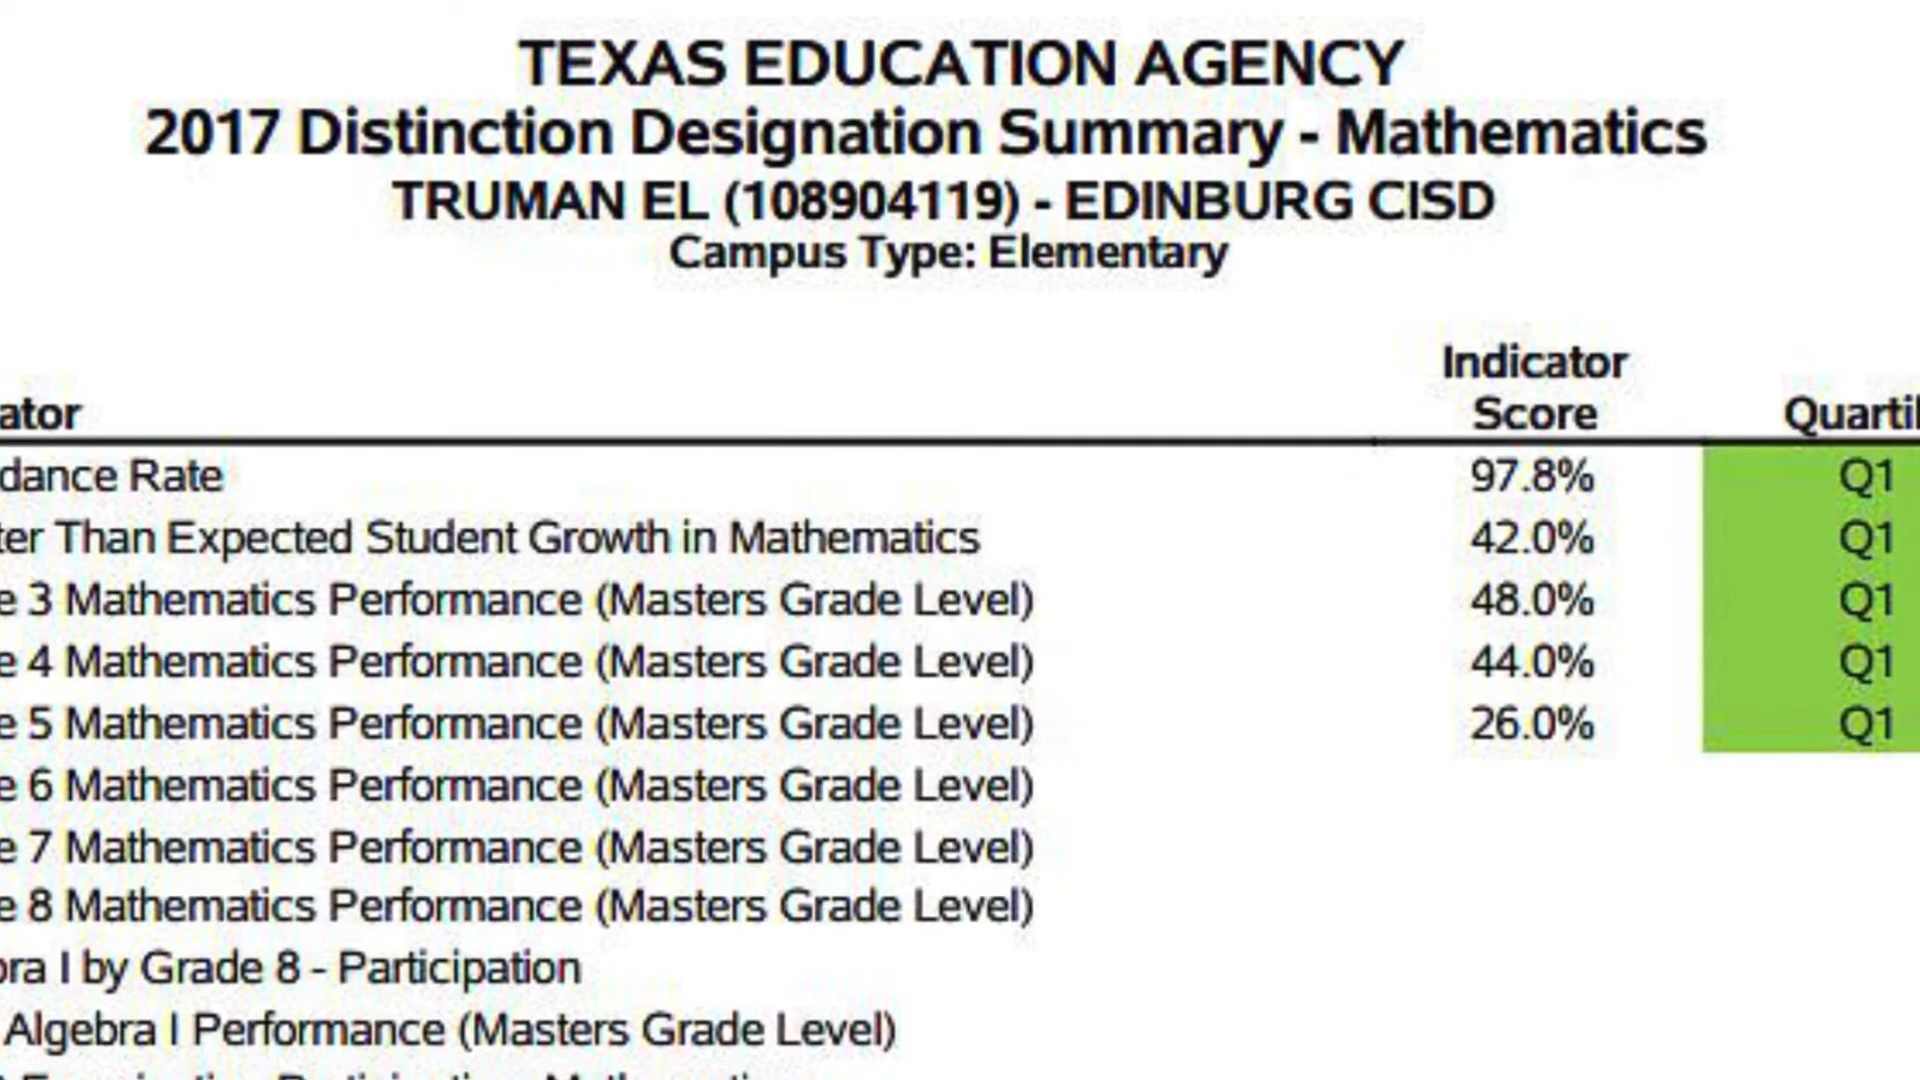 TEXAS EDUCATION AGENCY
2017 Distinction Designation Summary - Mathematics
TRUMAN EL (108904119) - EDINBURG CISD
Campus Type: Elementary
Indicator
ator Score Quartil
dance Rate 97.8% Q1
ter Than Expected Student Growth in Mathematics 42.0% Q1
e 3 Mathematics Performance (Masters Grade Level) 48.0% Q1
e 4 Mathematics Performance (Masters Grade Level) 44.0% Q1
e 5 Mathematics Performance (Masters Grade Level) 26.0% Q1
e 6 Mathematics Performance (Masters Grade Level)
e 7 Mathematics Performance (Masters Grade Level)
e 8 Mathematics Performance (Masters Grade Level)
bra I by Grade 8 - Participation
Algebra I Performance (Masters Grade Level)